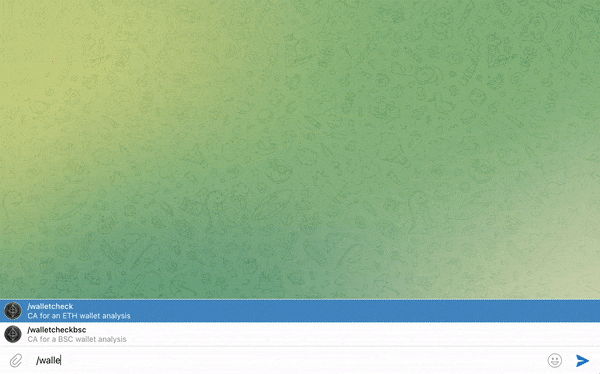 /walletcheck
CA for an ETH wallet analysis
/walletcheckbsc
CA for a BSC wallet analysis
/walle